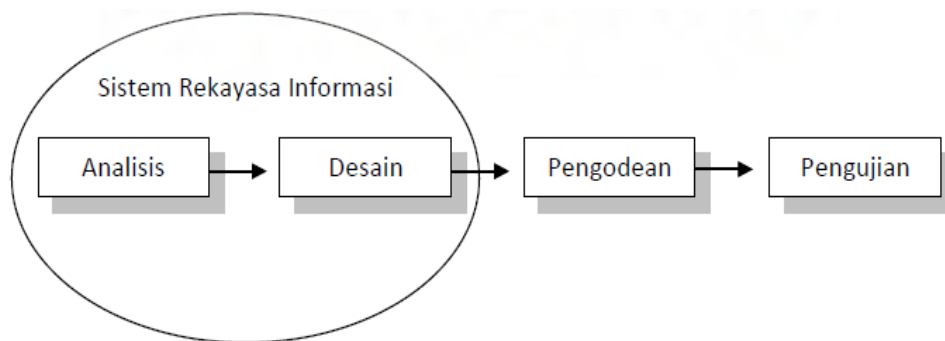 Sistem Rekayasa Informasi
Analisis
Desain
Pengodean
Pengujian